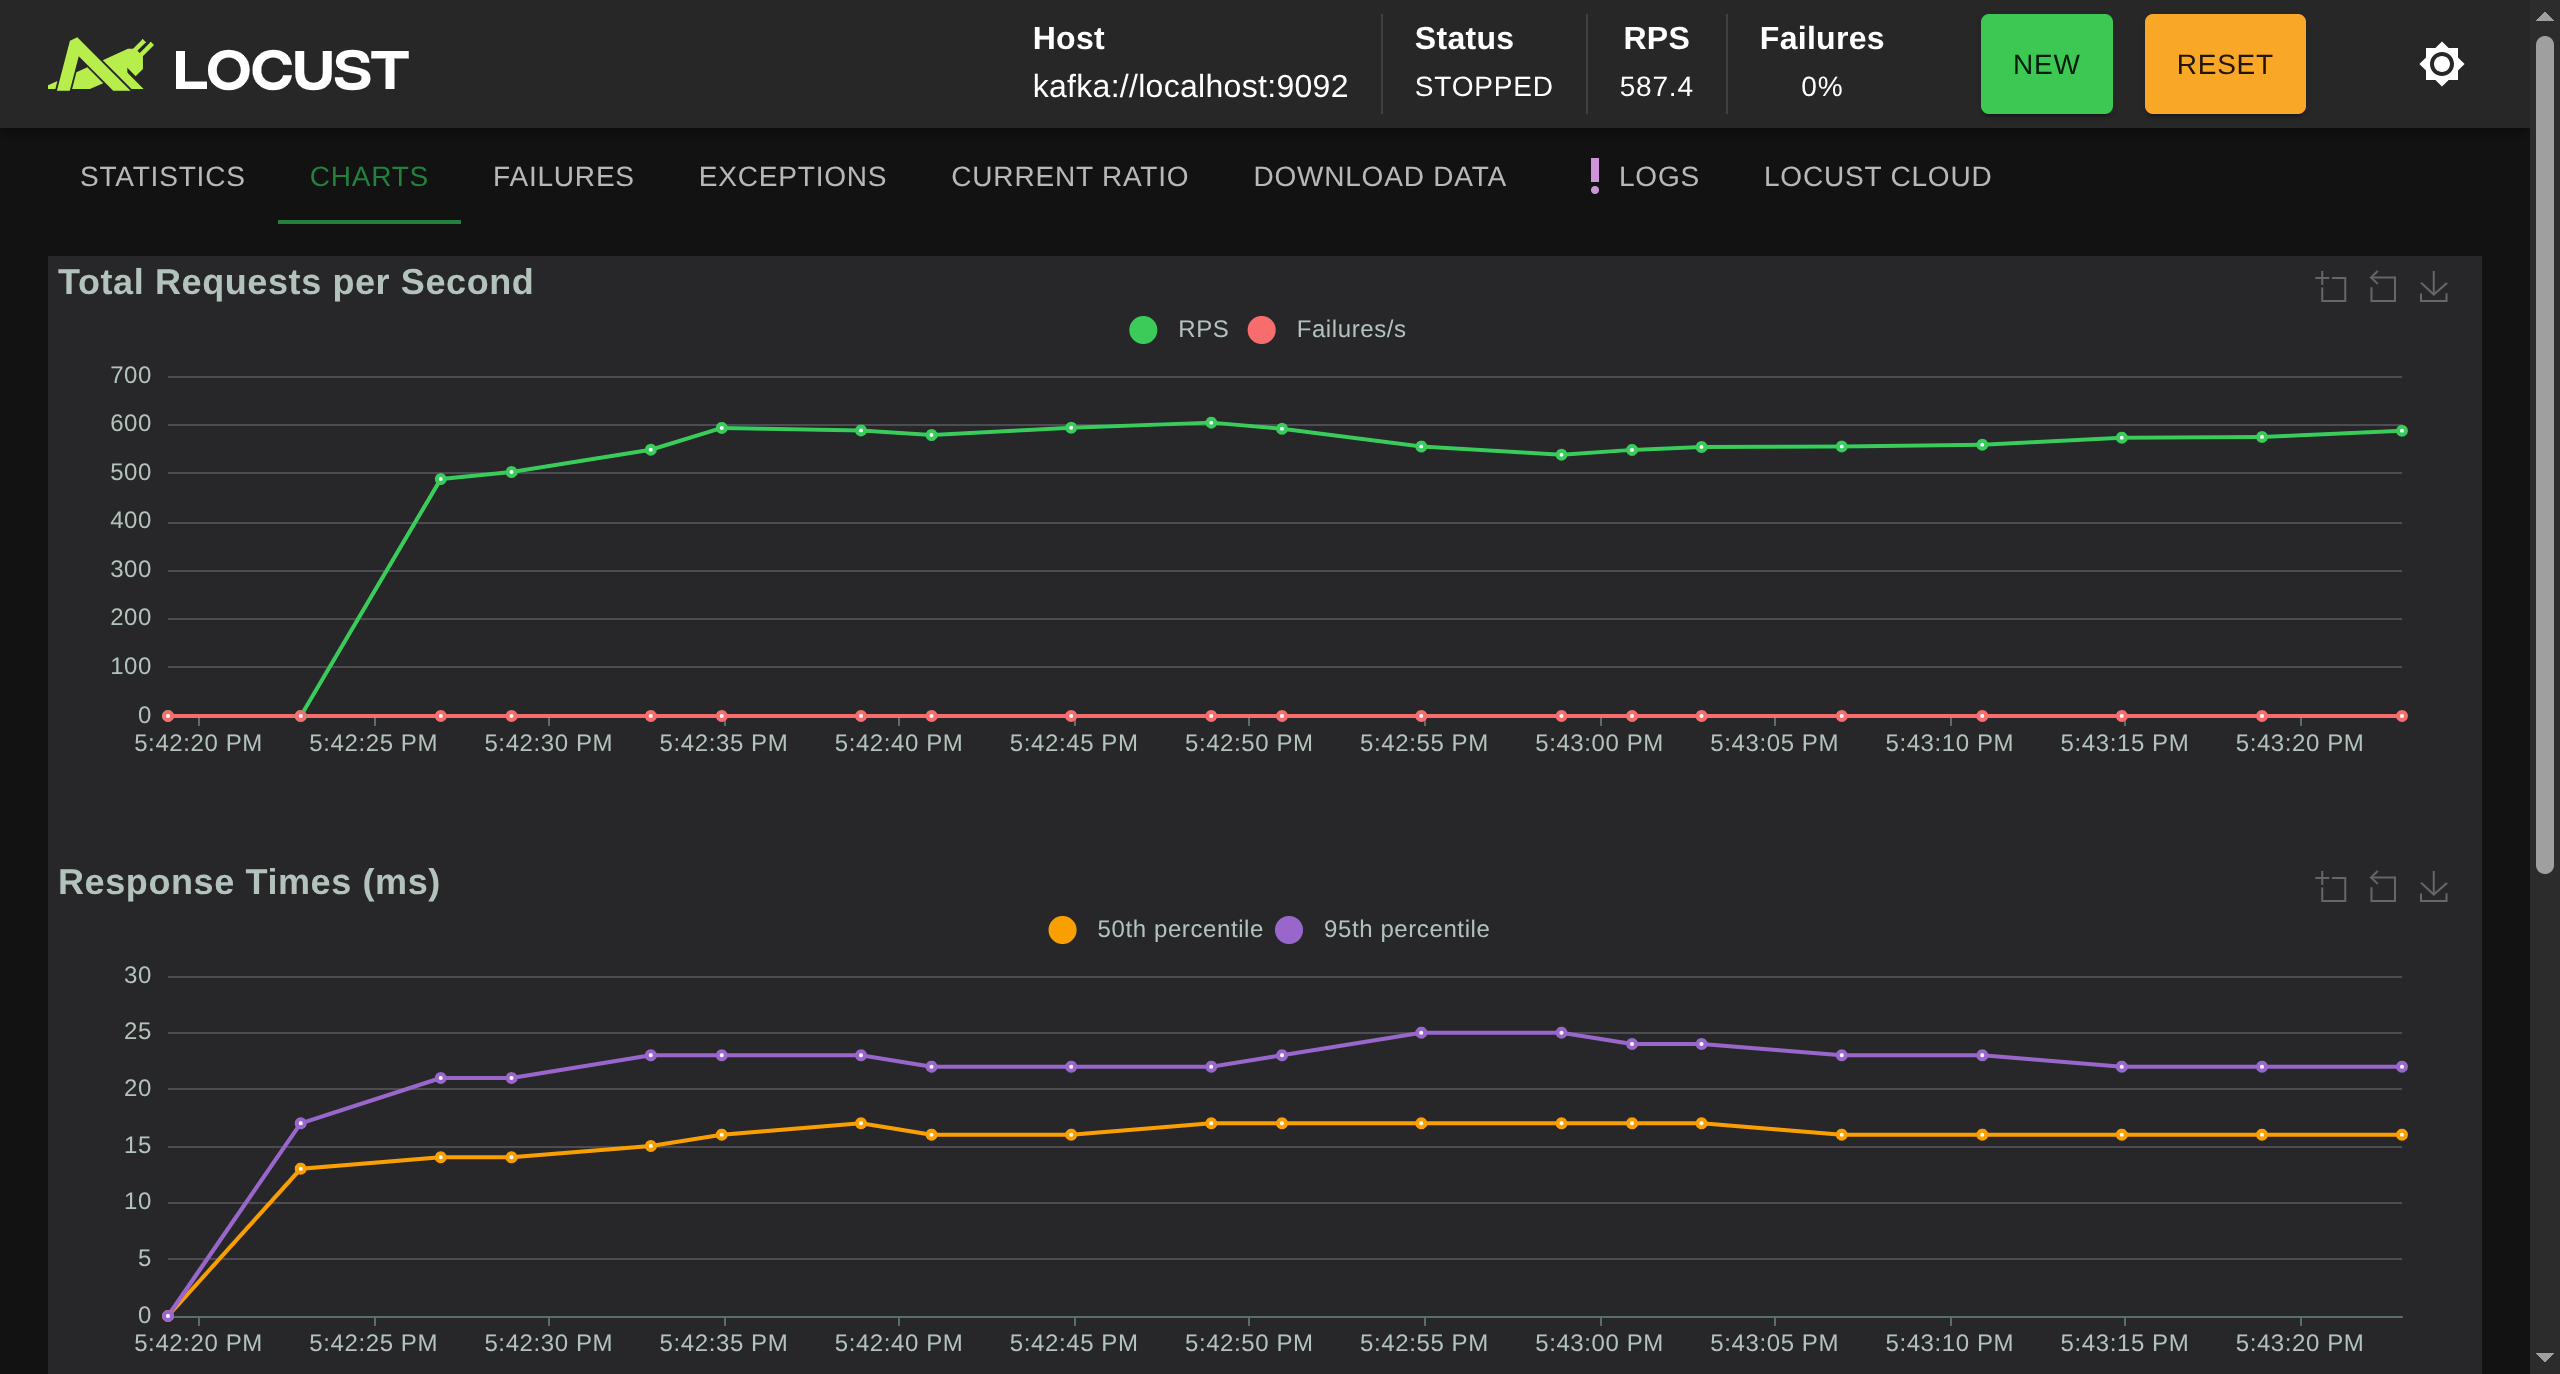 LOCUST
Host
kafka://localhost:9092
Status
STOPPED
RPS
587.4
Failures
0%
NEW
RESET
STATISTICS CHARTS FAILURES EXCEPTIONS CURRENT RATIO DOWNLOAD DATA LOGS LOCUST CLOUD
Total Requests per Second
RPS Failures/s
700
600
500
400
300
200
100
0
5:42:20 PM 5:42:25 PM 5:42:30 PM 5:42:35 PM 5:42:40 PM 5:42:45 PM 5:42:50 PM 5:42:55 PM 5:43:00 PM 5:43:05 PM 5:43:10 PM 5:43:15 PM 5:43:20 PM
Response Times (ms)
50th percentile 95th percentile
30
25
20
15
10
5
0
5:42:20 PM 5:42:25 PM 5:42:30 PM 5:42:35 PM 5:42:40 PM 5:42:45 PM 5:42:50 PM 5:42:55 PM 5:43:00 PM 5:43:05 PM 5:43:10 PM 5:43:15 PM 5:43:20 PM